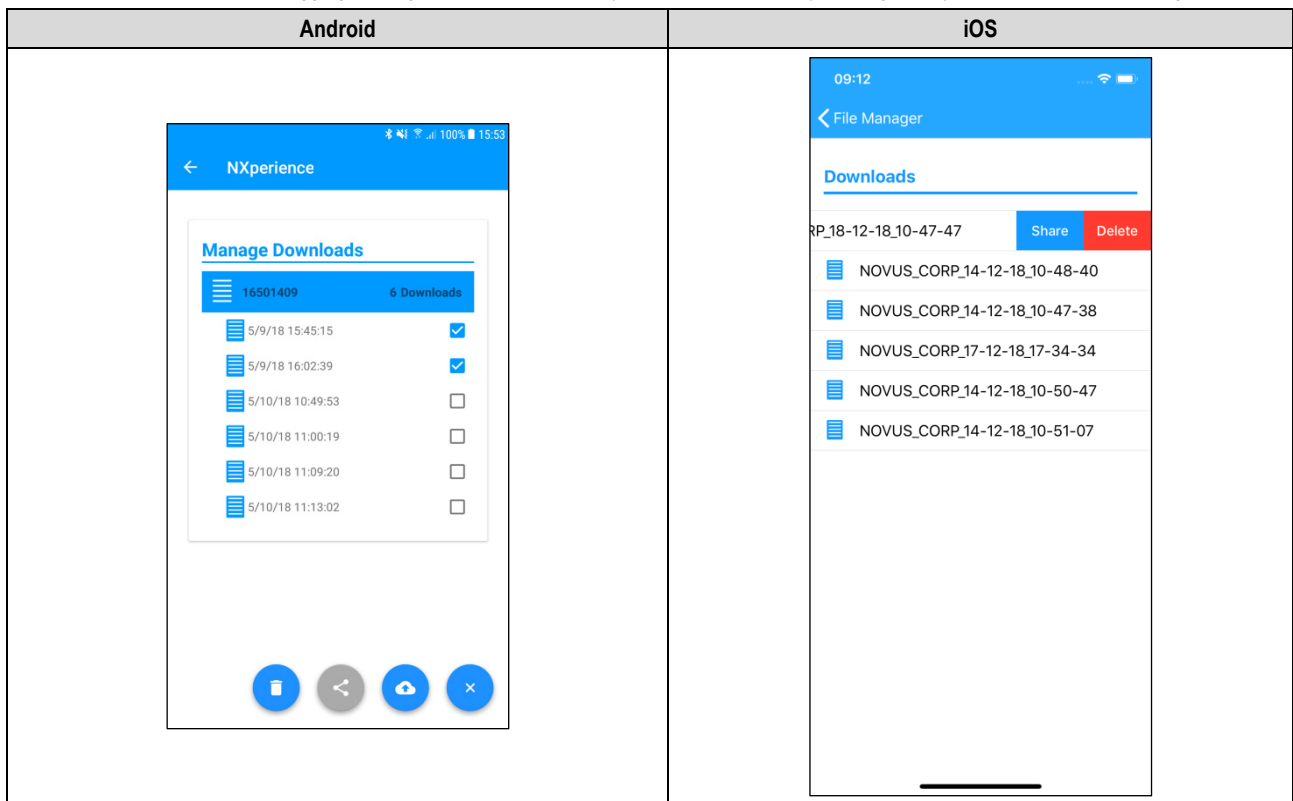 Android
iOS
100% 15:53
NXperience
Manage Downloads
16501409 6 Downloads
5/9/18 15:45:15
5/9/18 16:02:39
5/10/18 10:49:53
5/10/18 11:00:19
5/10/18 11:09:20
5/10/18 11:13:02
09:12
File Manager
Downloads
RP_18-12-18_10-47-47 Share Delete
NOVUS_CORP_14-12-18_10-48-40
NOVUS_CORP_14-12-18_10-47-38
NOVUS_CORP_17-12-18_17-34-34
NOVUS_CORP_14-12-18_10-50-47
NOVUS_CORP_14-12-18_10-51-07